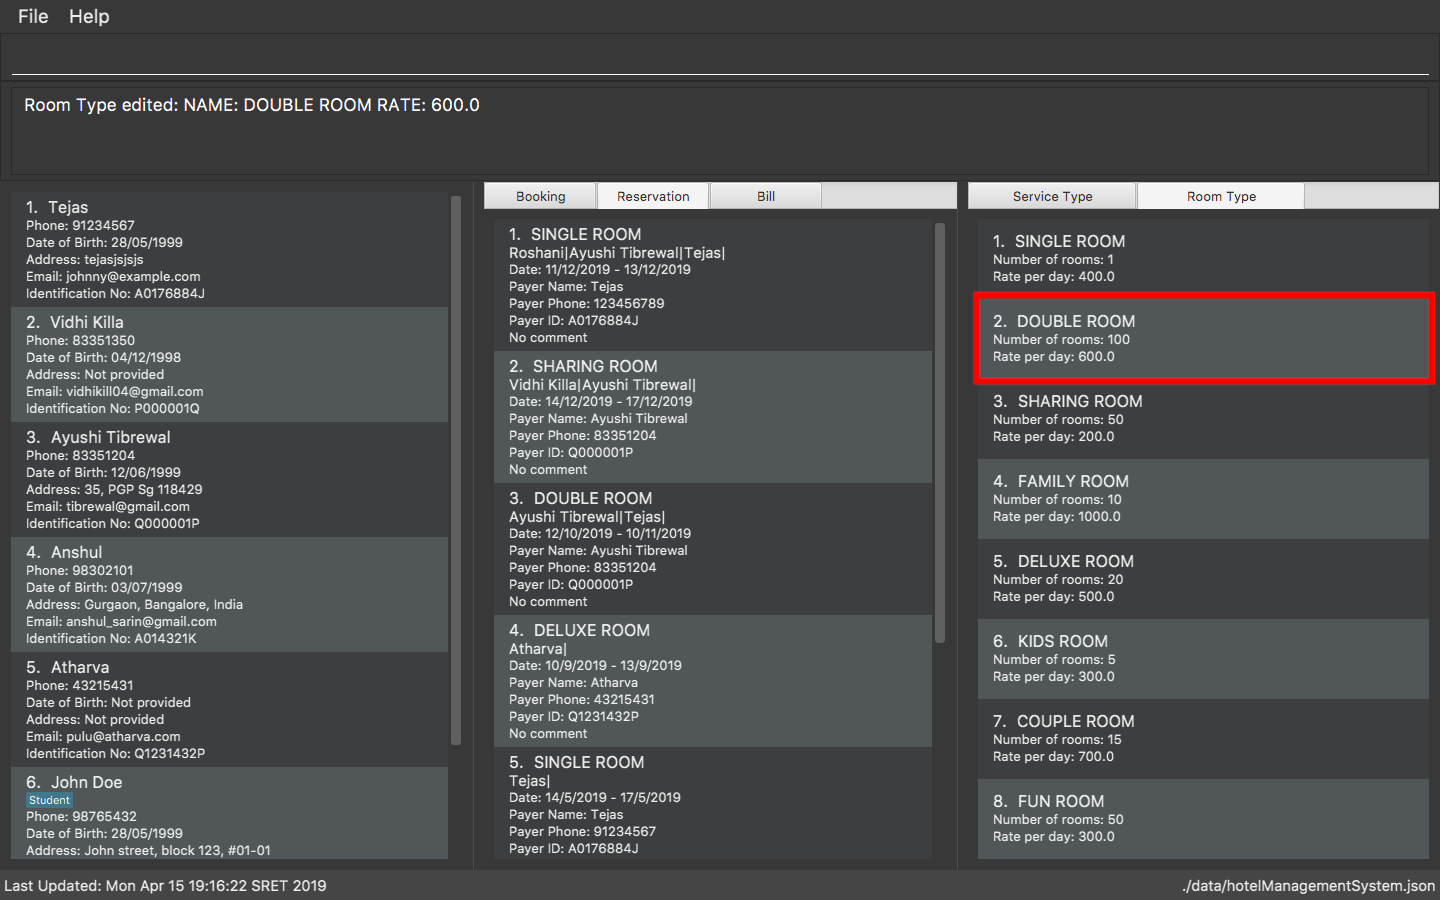 File Help
Room Type edited: NAME: DOUBLE ROOM RATE: 600.0
1. Tejas
Phone: 91234567
Date of Birth: 28/05/1999
Address: tejasjsjsjs
Email: johnny@example.com
Identification No: A0176884J
2. Vidhi Killa
Phone: 83351350
Date of Birth: 04/12/1998
Address: Not provided
Email: vidhikill04@gmail.com
Identification No: P000001Q
3. Ayushi Tibrewal
Phone: 83351204
Date of Birth: 12/06/1999
Address: 35, PGP Sg 118429
Email: tibrewal@gmail.com
Identification No: Q000001P
4. Anshul
Phone: 98302101
Date of Birth: 03/07/1999
Address: Gurgaon, Bangalore, India
Email: anshul_sarin@gmail.com
Identification No: A014321K
5. Atharva
Phone: 43215431
Date of Birth: Not provided
Address: Not provided
Email: pulu@atharva.com
Identification No: Q1231432P
6. John Doe
Student
Phone: 98765432
Date of Birth: 28/05/1999
Address: John street, block 123, #01-01
Booking Reservation Bill
1. SINGLE ROOM
Roshani|Ayushi Tibrewal|Tejas|
Date: 11/12/2019 - 13/12/2019
Payer Name: Tejas
Payer Phone: 123456789
Payer ID: A0176884J
No comment
2. SHARING ROOM
Vidhi Killa|Ayushi Tibrewal|
Date: 14/12/2019 - 17/12/2019
Payer Name: Ayushi Tibrewal
Payer Phone: 83351204
Payer ID: Q000001P
No comment
3. DOUBLE ROOM
Ayushi Tibrewal|Tejas|
Date: 12/10/2019 - 10/11/2019
Payer Name: Ayushi Tibrewal
Payer Phone: 83351204
Payer ID: Q000001P
No comment
4. DELUXE ROOM
Atharva|
Date: 10/9/2019 - 13/9/2019
Payer Name: Atharva
Payer Phone: 43215431
Payer ID: Q1231432P
No comment
5. SINGLE ROOM
Tejas|
Date: 14/5/2019 - 17/5/2019
Payer Name: Tejas
Payer Phone: 91234567
Payer ID: A0176884J
Service Type Room Type
1. SINGLE ROOM
Number of rooms: 1
Rate per day: 400.0
2. DOUBLE ROOM
Number of rooms: 100
Rate per day: 600.0
3. SHARING ROOM
Number of rooms: 50
Rate per day: 200.0
4. FAMILY ROOM
Number of rooms: 10
Rate per day: 1000.0
5. DELUXE ROOM
Number of rooms: 20
Rate per day: 500.0
6. KIDS ROOM
Number of rooms: 5
Rate per day: 300.0
7. COUPLE ROOM
Number of rooms: 15
Rate per day: 700.0
8. FUN ROOM
Number of rooms: 50
Rate per day: 300.0
Last Updated: Mon Apr 15 19:16:22 SRET 2019
./data/hotelManagementSystem.json